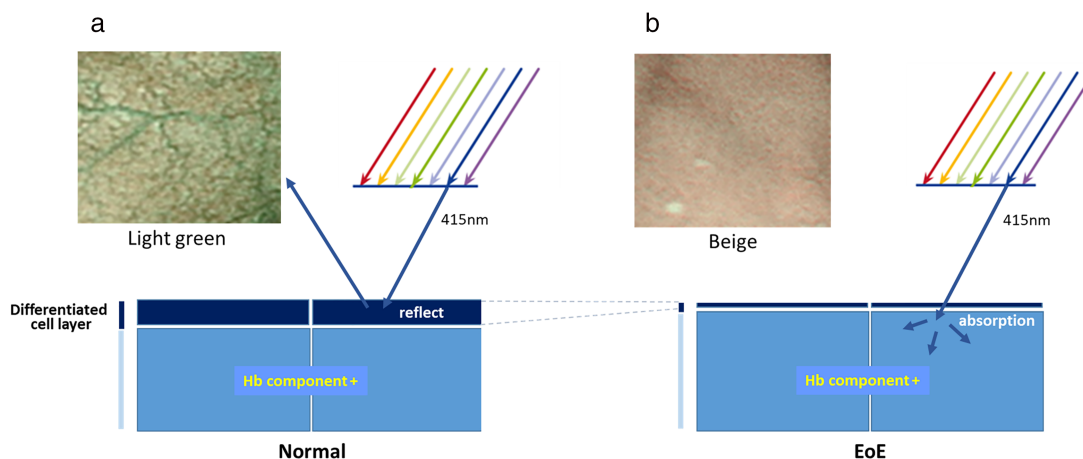 a
Light green
415nm
Differentiated
cell layer
reflect
Hb component +
Normal
b
Beige
415nm
absorption
Hb component +
EoE